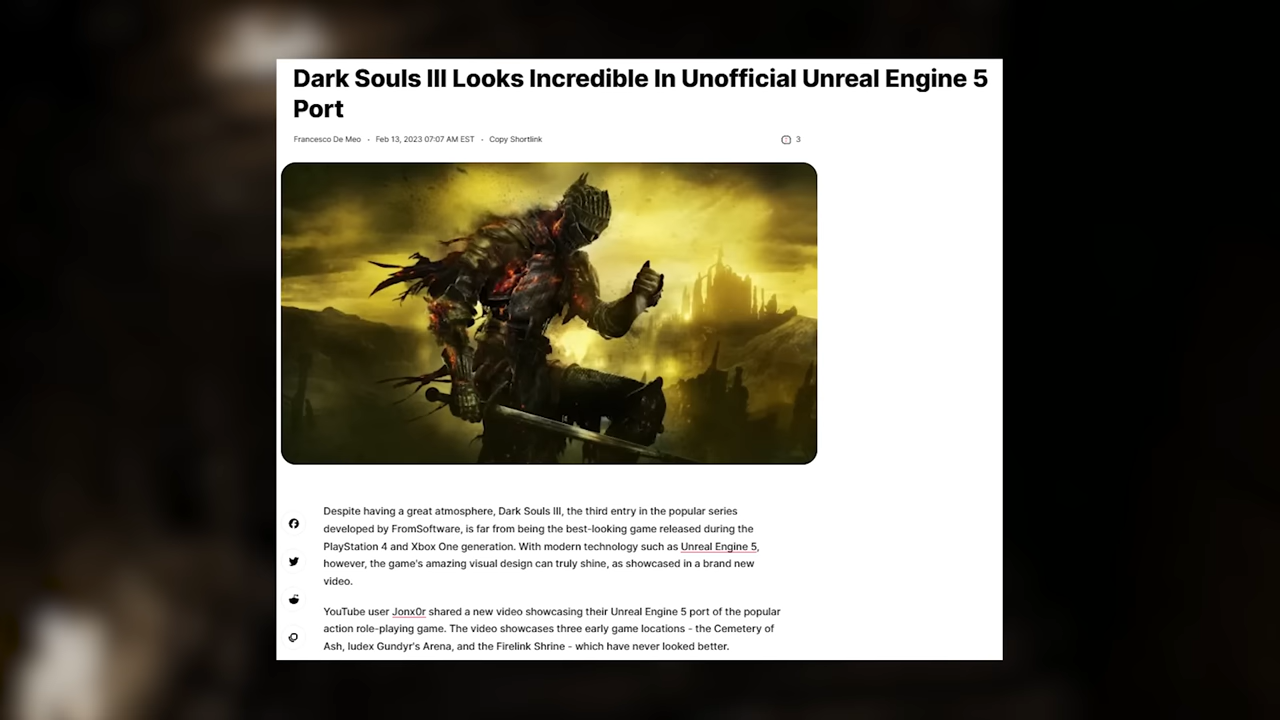 Dark Souls III Looks Incredible In Unofficial Unreal Engine 5
Port
Francesco De Meo • Feb 13, 2023 07:07 AM EST • Copy Shortlink 3
Despite having a great atmosphere, Dark Souls III, the third entry in the popular series
developed by FromSoftware, is far from being the best-looking game released during the
PlayStation 4 and Xbox One generation. With modern technology such as Unreal Engine 5,
however, the game's amazing visual design can truly shine, as showcased in a brand new
video.
YouTube user Jonx0r shared a new video showcasing their Unreal Engine 5 port of the popular
action role-playing game. The video showcases three early game locations - the Cemetery of
Ash, Iudex Gundyr's Arena, and the Firelink Shrine - which have never looked better.